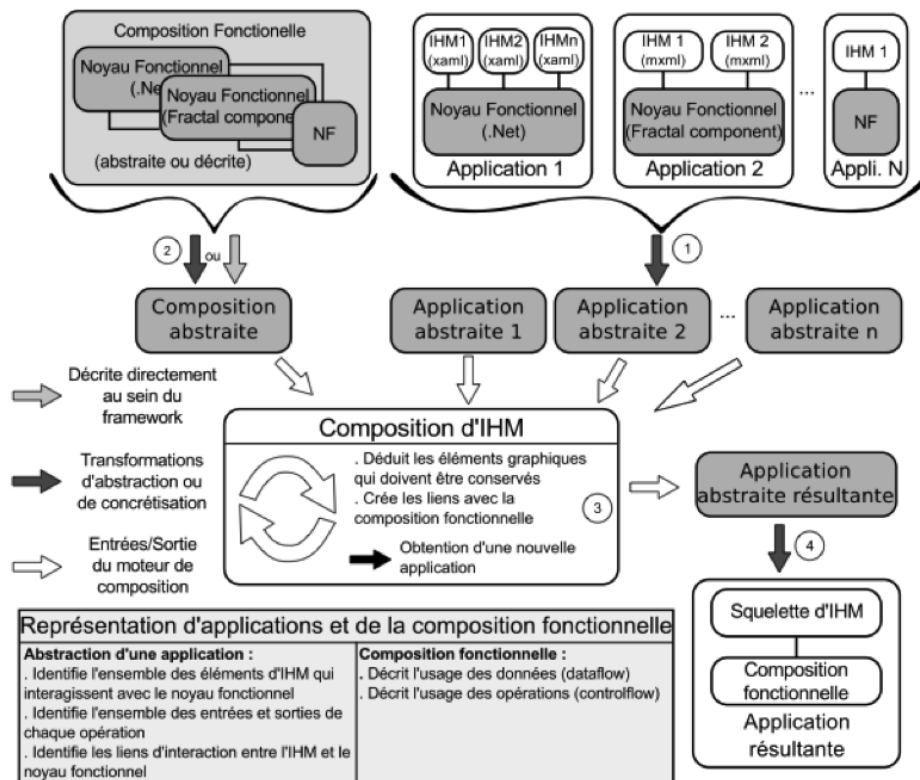 Composition Fonctionelle
Noyau Fonctionnel
(.Ne
Noyau Fonctionnel
(Fractal compone
NF
(abstraite ou décrite)
IHM1
(xaml)
IHM2
(xaml)
IHMn
(xaml)
Noyau Fonctionnel
(.Net)
Application 1
IHM 1
(mxml)
IHM 2
(mxml)
Noyau Fonctionnel
(Fractal component)
Application 2
...
IHM 1
NF
Appli. N
2
ou
1
Composition
abstraite
Application
abstraite 1
Application
abstraite 2
...
Application
abstraite n
Décrite directement
au sein du
framework
Transformations
d'abstraction ou
de concrétisation
Entrées/Sortie
du moteur de
composition
Composition d'IHM
. Déduit les éléments graphiques
qui doivent être conservés
. Crée les liens avec la
composition fonctionnelle
3
Obtention d'une nouvelle
application
Application
abstraite résultante
4
Squelette d'IHM
Composition
fonctionnelle
Application
résultante
Représentation d'applications et de la composition fonctionnelle
Abstraction d'une application :
. Identifie l'ensemble des éléments d'IHM qui
interagissent avec le noyau fonctionnel
. Identifie l'ensemble des entrées et sorties de
chaque opération
. Identifie les liens d'interaction entre l'IHM et le
noyau fonctionnel
Composition fonctionnelle :
. Décrit l'usage des données (dataflow)
. Décrit l'usage des opérations (controlflow)